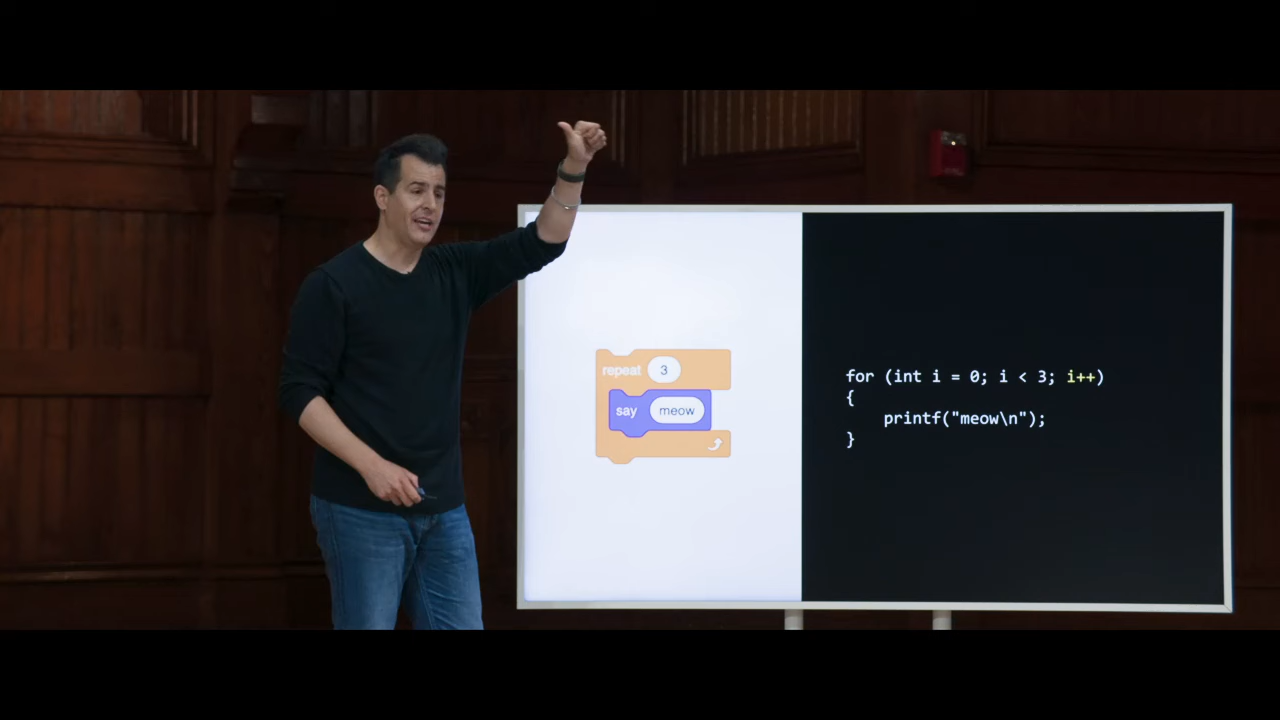 repeat 3
say meow
for (int i = 0; i < 3; i++)
{
printf("meow\n");
}